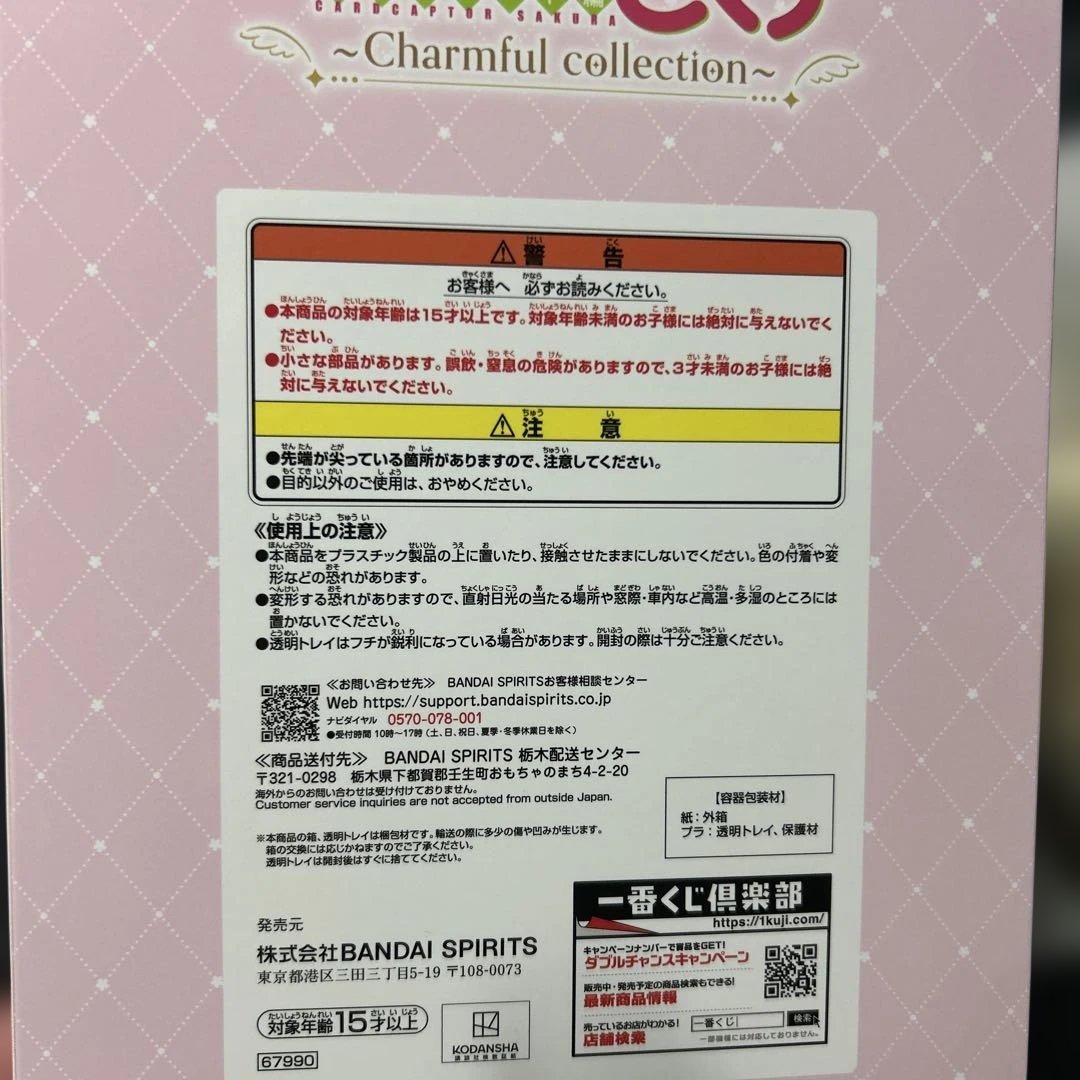 CARDCAPTOR SAKURA
~Charmful collection~
⚠警告
お客様へ 必ずお読みください。
●本商品の対象年齢は15才以上です。対象年齢未満のお子様には絶対に与えないでく
ださい。
●小さな部品があります。誤飲・窒息の危険がありますので、3才未満のお子様には絶
対に与えないでください。
⚠注意
●先端が尖っている箇所がありますので、注意してください。
●目的以外のご使用は、おやめください。
《使用上の注意》
●本商品をプラスチック製品の上に置いたり、接触させたままにしないでください。色の付着や変
形などの恐れがあります。
●変形する恐れがありますので、直射日光の当たる場所や窓際・車内など高温・多湿のところには
置かないでください。
●透明トレイはフチが鋭利になっている場合があります。開封の際は十分ご注意ください。
≪お問い合わせ先≫ BANDAI SPIRITSお客様相談センター
Web https://support.bandaispirits.co.jp
ナビダイヤル 0570-078-001
●受付時間 10時〜17時(土、日、祝日、夏季・冬季休業日を除く)
≪商品送付先≫ BANDAI SPIRITS 栃木配送センター
〒321-0298 栃木県下都賀郡壬生町おもちゃのまち4-2-20
海外からのお問い合わせは受け付けておりません。
Customer service inquiries are not accepted from outside Japan.
※本商品の箱、透明トレイは梱包材です。輸送の際に多少の傷や凹みが生じます。
箱の交換には応じかねますのでご了承ください。
透明トレイは開封後はすぐに捨ててください。
【容器包装材】
紙：外箱
プラ：透明トレイ、保護材
発売元
株式会社BANDAI SPIRITS
東京都港区三田三丁目5-19 〒108-0073
対象年齢15才以上
67990
KODANSHA
講談社検数証紙
一番くじ倶楽部
https://1kuji.com/
キャンペーンナンバーで賞品をGET!
ダブルチャンスキャンペーン
販売中・発売予定の商品検索もできる!
最新商品情報
売っているお店がわかる!
店舗検索
一番くじ 検索
一部機種には対応しておりません。